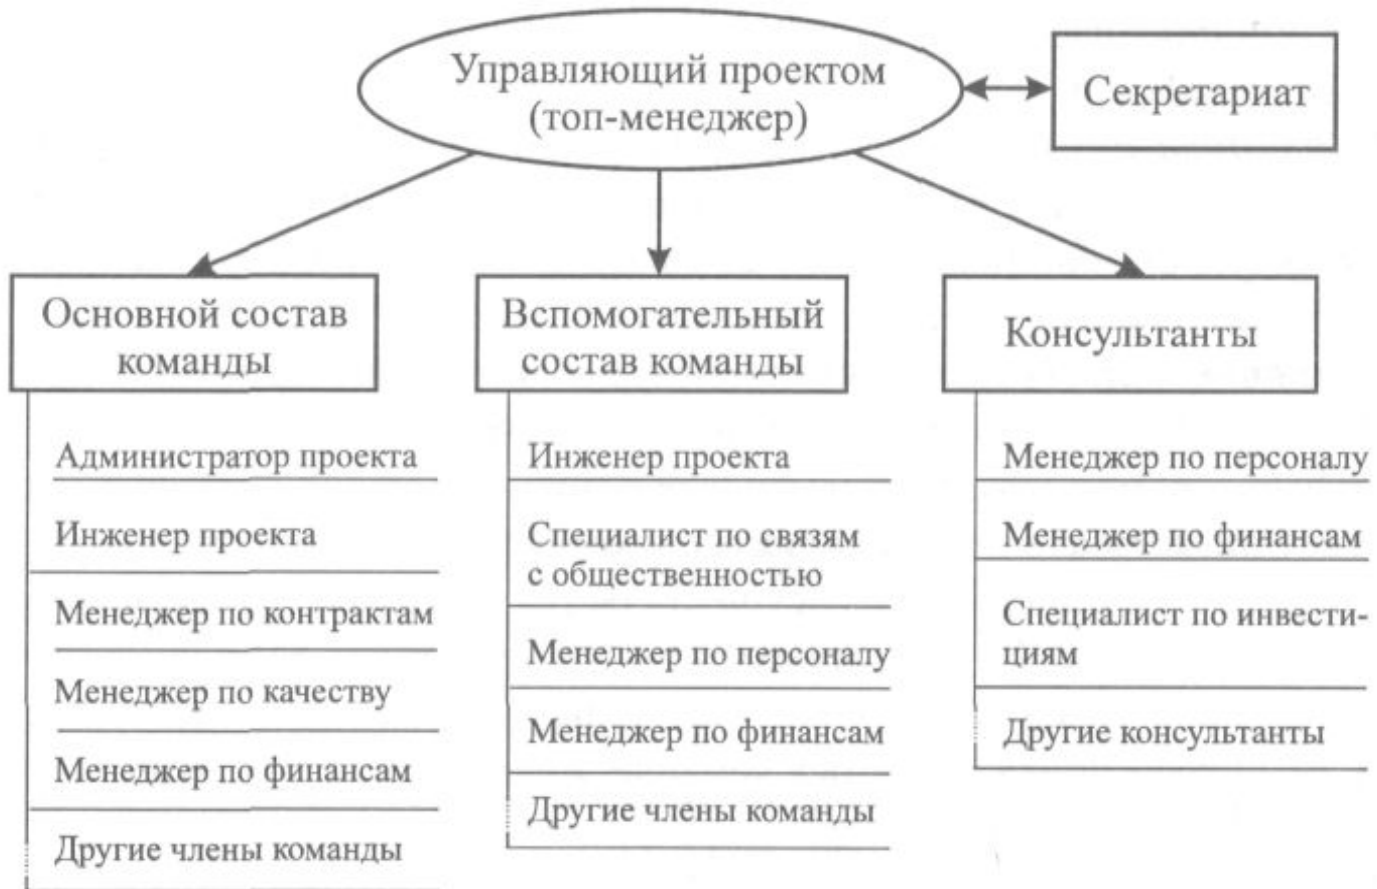 Управляющий проектом
(топ-менеджер)
Секретариат
Основной состав
команды
Администратор проекта
Инженер проекта
Менеджер по контрактам
Менеджер по качеству
Менеджер по финансам
Другие члены команды
Вспомогательный
состав команды
Инженер проекта
Специалист по связям
с общественностью
Менеджер по персоналу
Менеджер по финансам
Другие члены команды
Консультанты
Менеджер по персоналу
Менеджер по финансам
Специалист по инвести-
циям
Другие консультанты